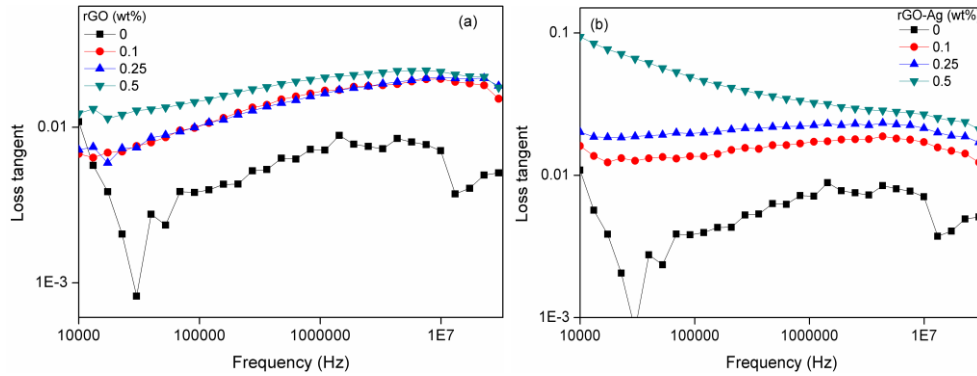 rGO (wt%)
0
0.1
0.25
0.5
(a)
Loss tangent
0.01
1E-3
10000
100000
1000000
1E7
Frequency (Hz)
(b)
rGO-Ag (wt%)
0
0.1
0.25
0.5
Loss tangent
0.1
0.01
1E-3
10000
100000
1000000
1E7
Frequency (Hz)